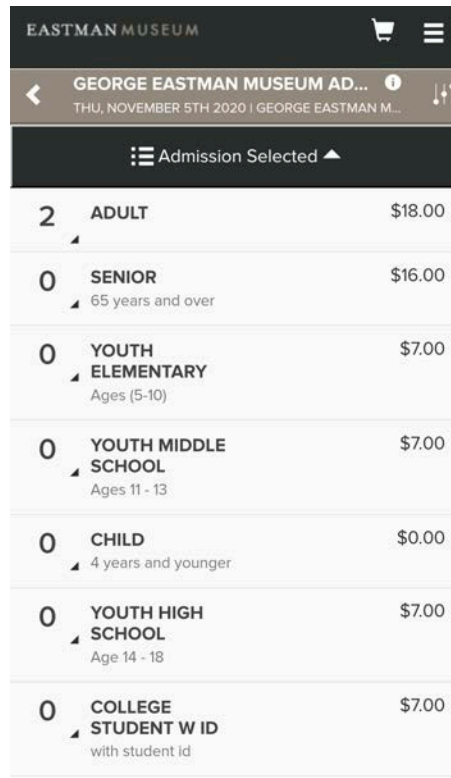 EASTMAN MUSEUM
GEORGE EASTMAN MUSEUM AD...
THU, NOVEMBER 5TH 2020 | GEORGE EASTMAN M...
Admission Selected
2 ADULT $18.00
0 SENIOR $16.00
65 years and over
0 YOUTH $7.00
ELEMENTARY
Ages (5-10)
0 YOUTH MIDDLE $7.00
SCHOOL
Ages 11 - 13
0 CHILD $0.00
4 years and younger
0 YOUTH HIGH $7.00
SCHOOL
Age 14 - 18
0 COLLEGE $7.00
STUDENT W ID
with student id